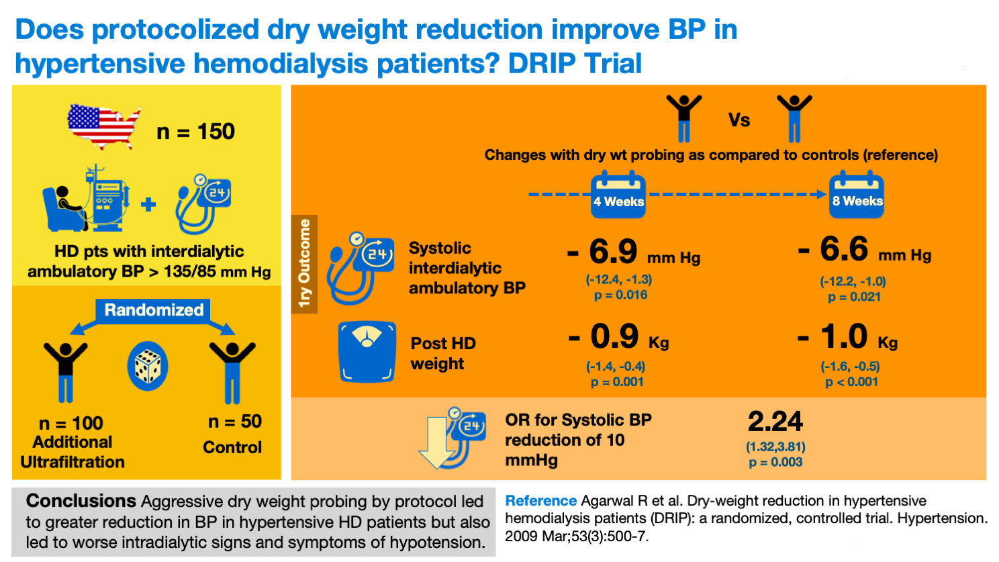 Does protocolized dry weight reduction improve BP in
hypertensive hemodialysis patients? DRIP Trial
n = 150
24
HD pts with interdialytic
ambulatory BP > 135/85 mm Hg
Randomized
n = 100
Additional
Ultrafiltration
n = 50
Control
Vs
Changes with dry wt probing as compared to controls (reference)
4 Weeks
8 Weeks
1ry Outcome
24
Systolic
interdialytic
ambulatory BP
- 6.9 mm Hg
(-12.4, -1.3)
p = 0.016
- 6.6 mm Hg
(-12.2, -1.0)
p = 0.021
Post HD
weight
- 0.9 Kg
(-1.4, -0.4)
p = 0.001
- 1.0 Kg
(-1.6, -0.5)
p < 0.001
24
OR for Systolic BP
reduction of 10
mmHg
2.24
(1.32,3.81)
p = 0.003
Conclusions Aggressive dry weight probing by protocol led
to greater reduction in BP in hypertensive HD patients but also
led to worse intradialytic signs and symptoms of hypotension.
Reference Agarwal R et al. Dry-weight reduction in hypertensive
hemodialysis patients (DRIP): a randomized, controlled trial. Hypertension.
2009 Mar;53(3):500-7.